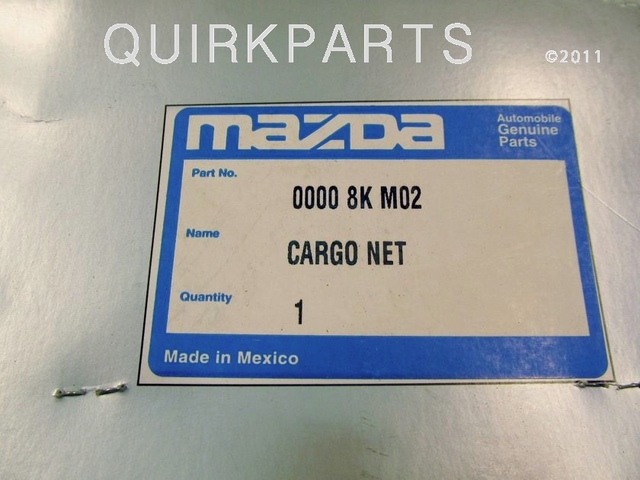 QUIRKPARTS ©2011
mazda Automobile
Genuine
Parts
Part No. 0000 8K M02
Name CARGO NET
Quantity 1
Made in Mexico